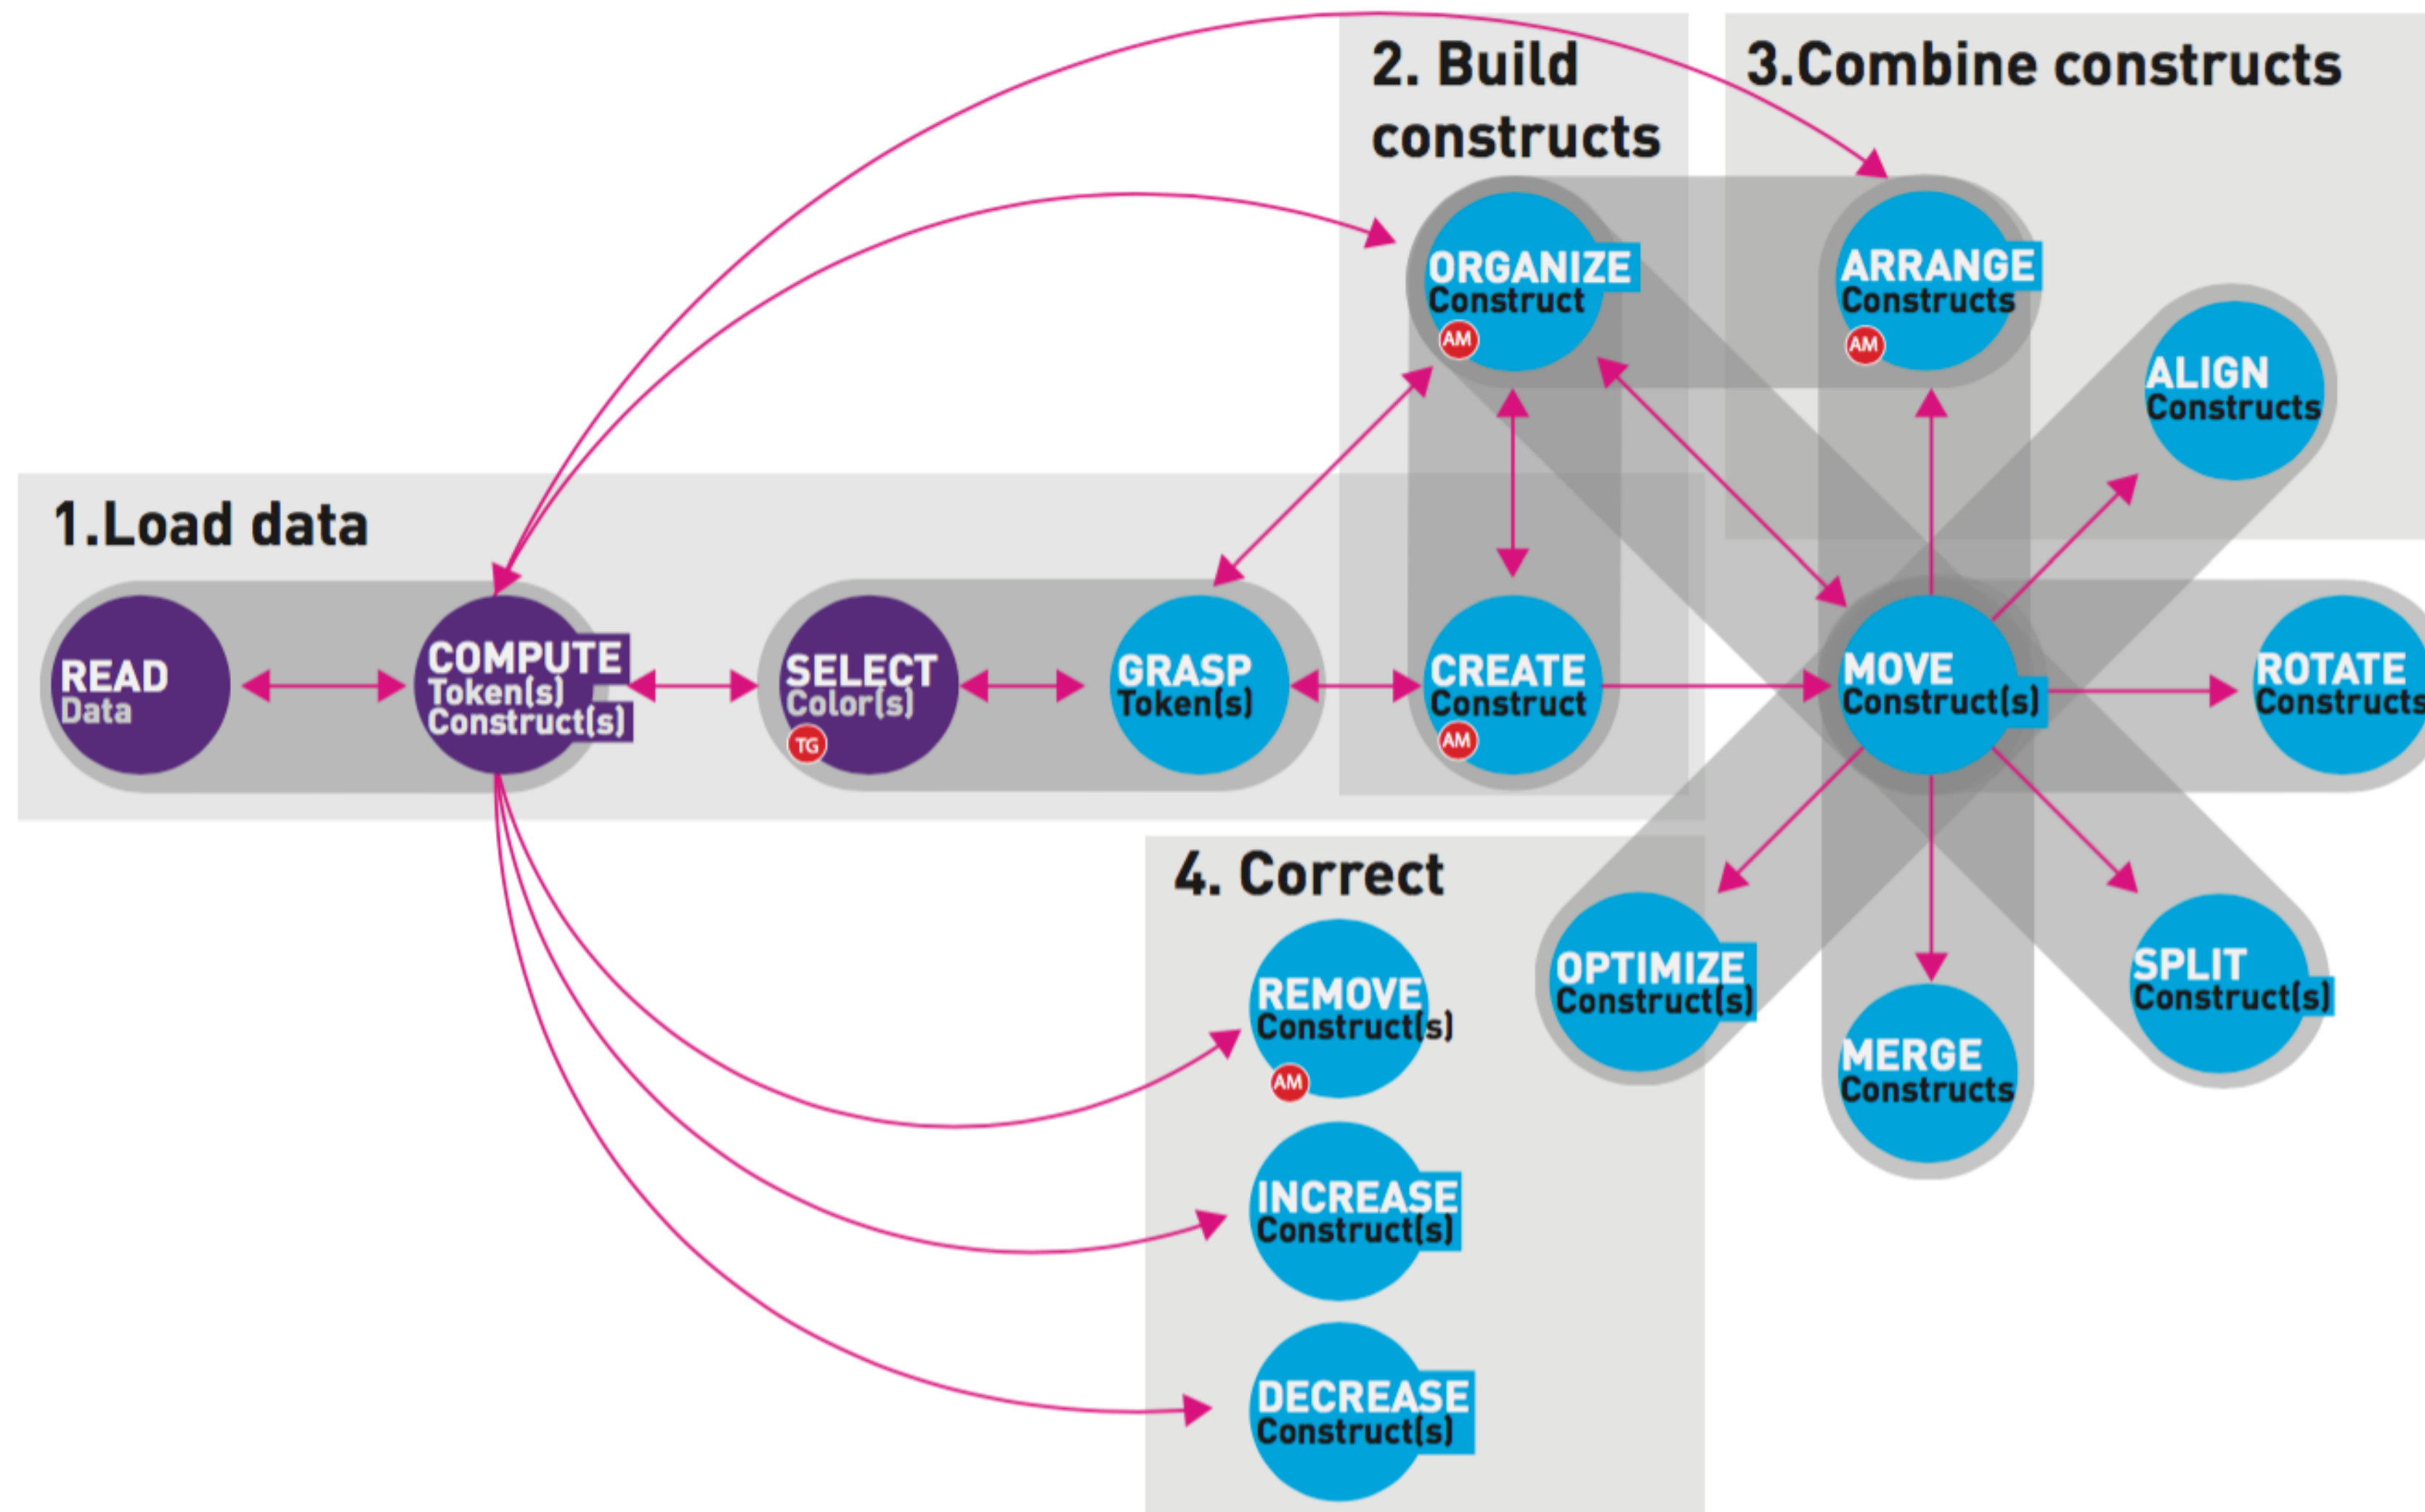 2. Build
constructs
3.Combine constructs
ORGANIZE
Construct
AM
ARRANGE
Constructs
AM
ALIGN
Constructs
1.Load data
READ
Data
COMPUTE
Token(s)
Construct(s)
SELECT
Color(s)
TG
GRASP
Token(s)
CREATE
Construct
AM
MOVE
Construct(s)
ROTATE
Constructs
4. Correct
REMOVE
Construct(s)
AM
OPTIMIZE
Construct(s)
SPLIT
Construct(s)
MERGE
Constructs
INCREASE
Construct(s)
DECREASE
Construct(s)